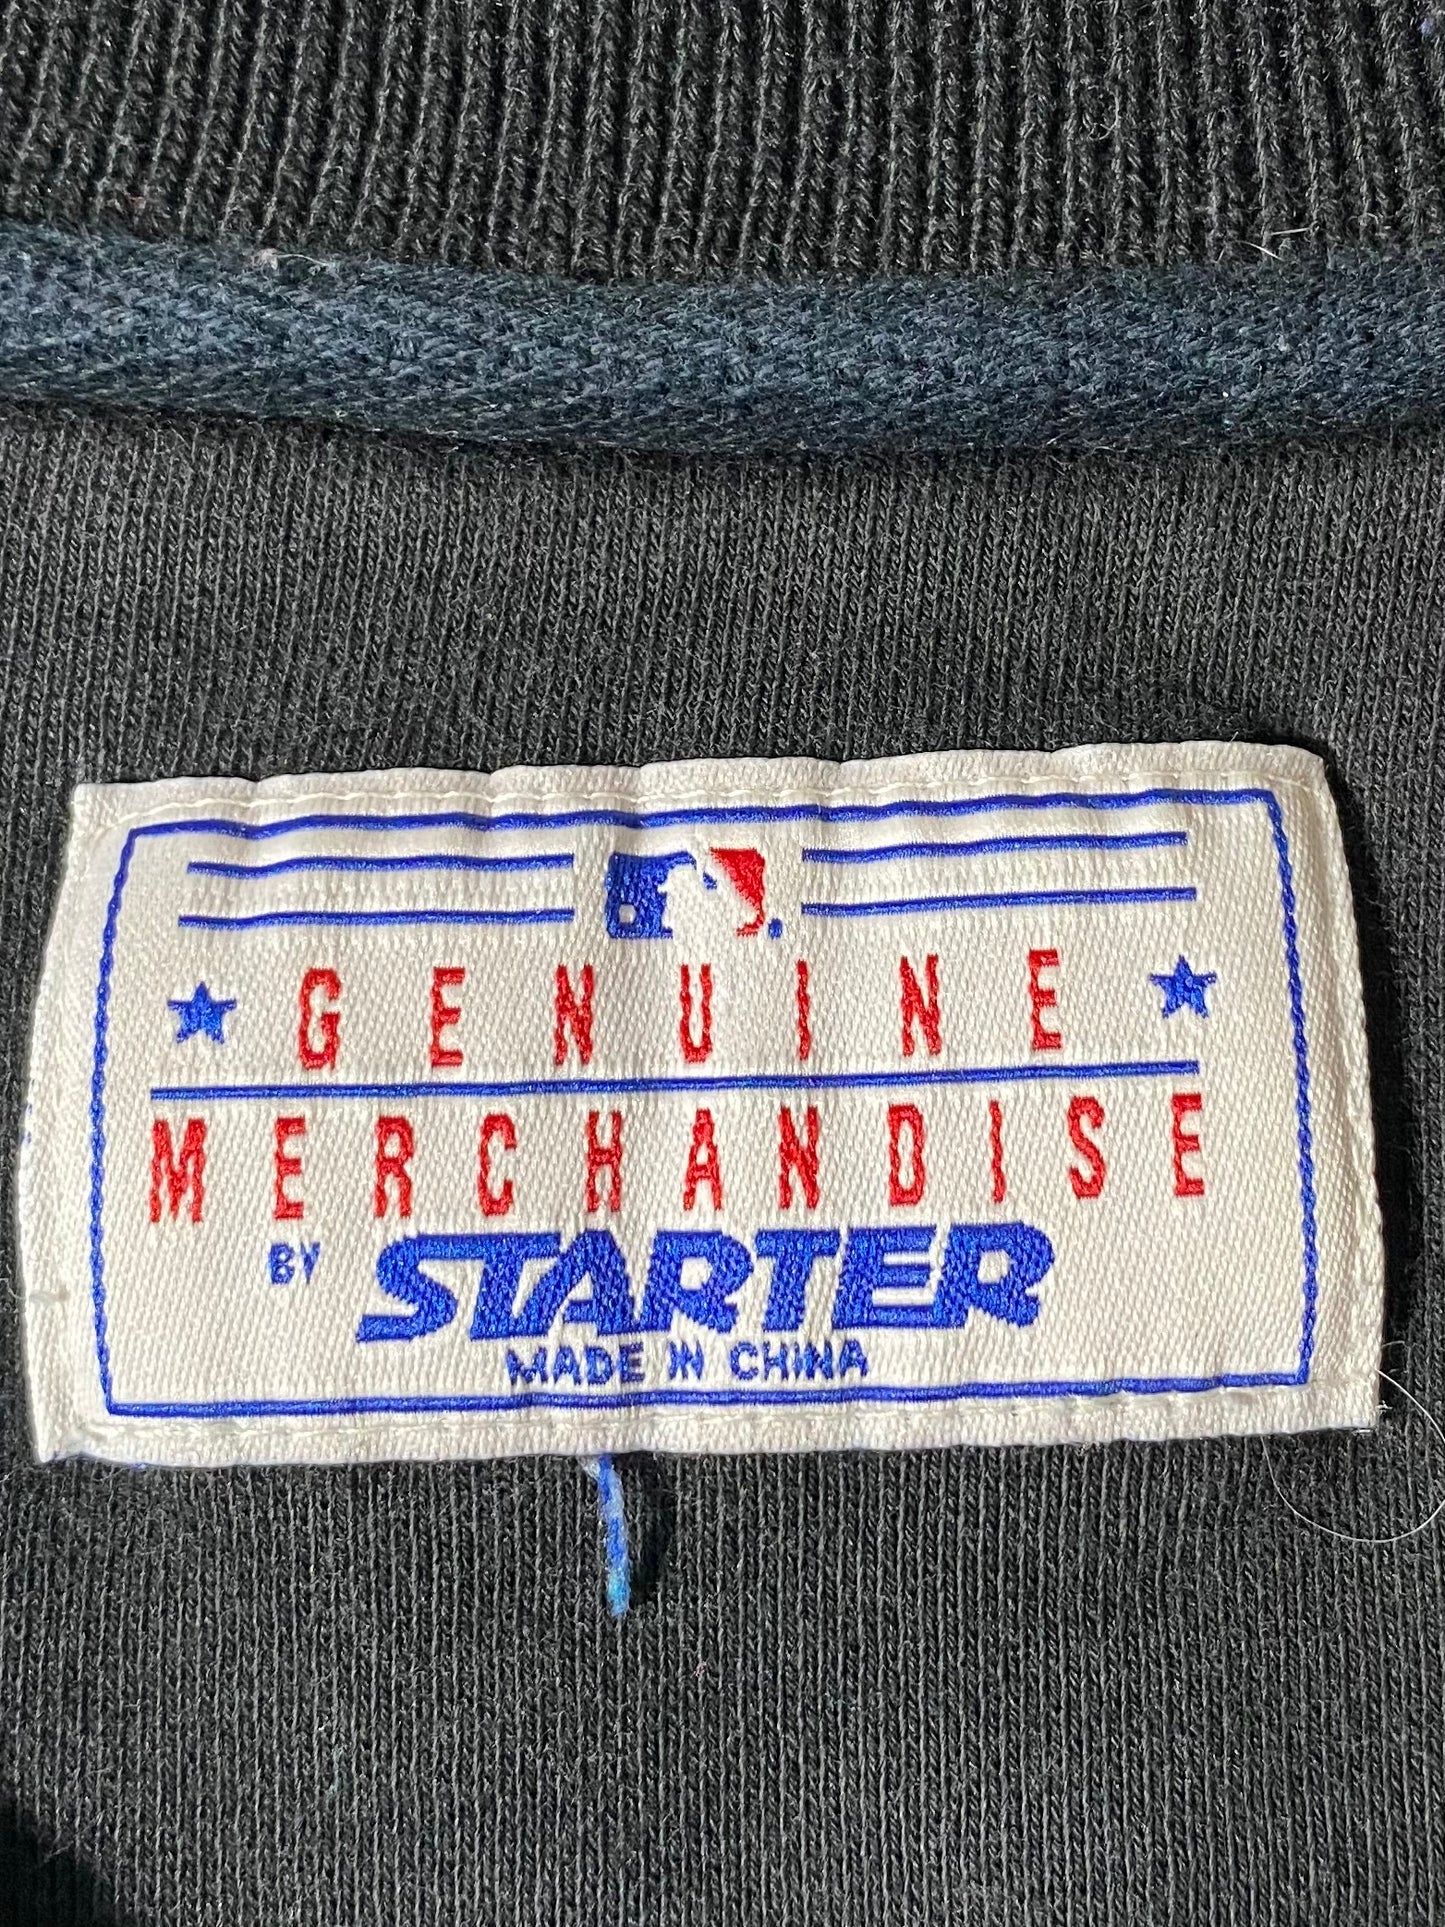 GENUINE
MERCHANDISE
BY STARTER
MADE IN CHINA